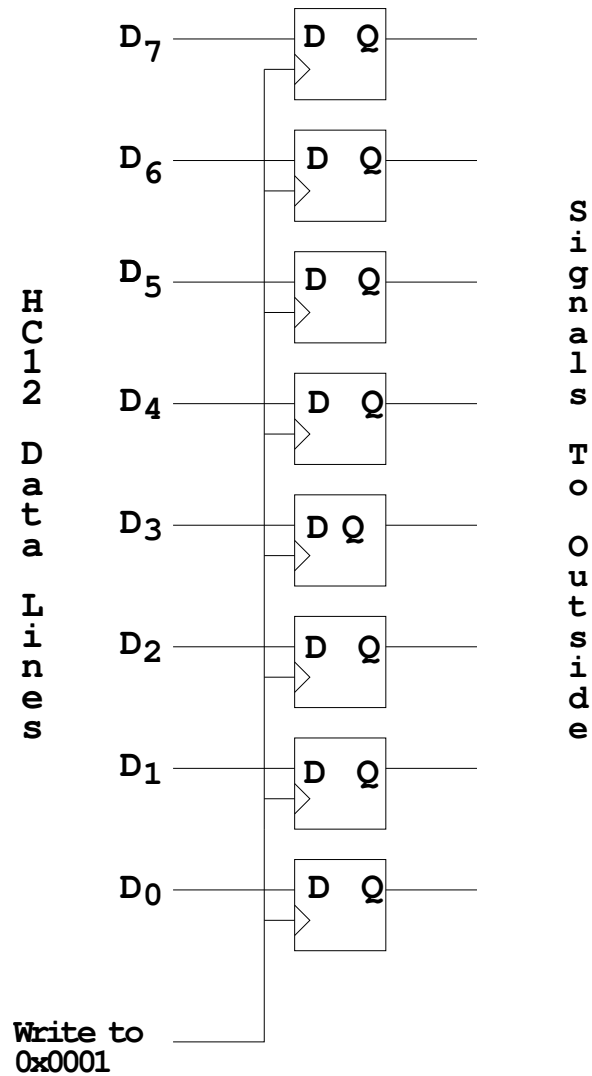 D7 D Q
D6 D Q
D5 D Q
D4 D Q
D3 D Q
D2 D Q
D1 D Q
D0 D Q
HC12 Data Lines
Signals To Outside
Write to
0x0001